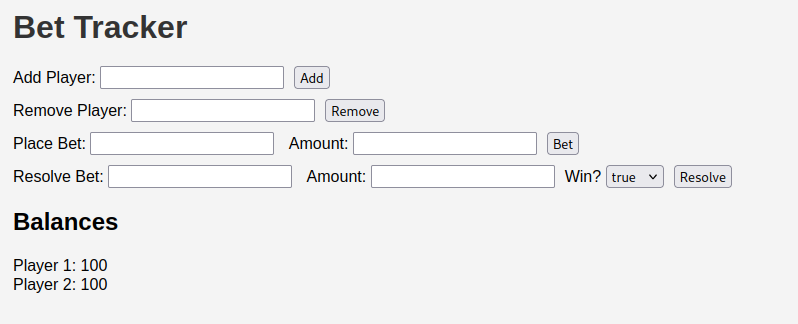 Bet Tracker
Add Player: Add
Remove Player: Remove
Place Bet: Amount: Bet
Resolve Bet: Amount: Win? true Resolve
Balances
Player 1: 100
Player 2: 100